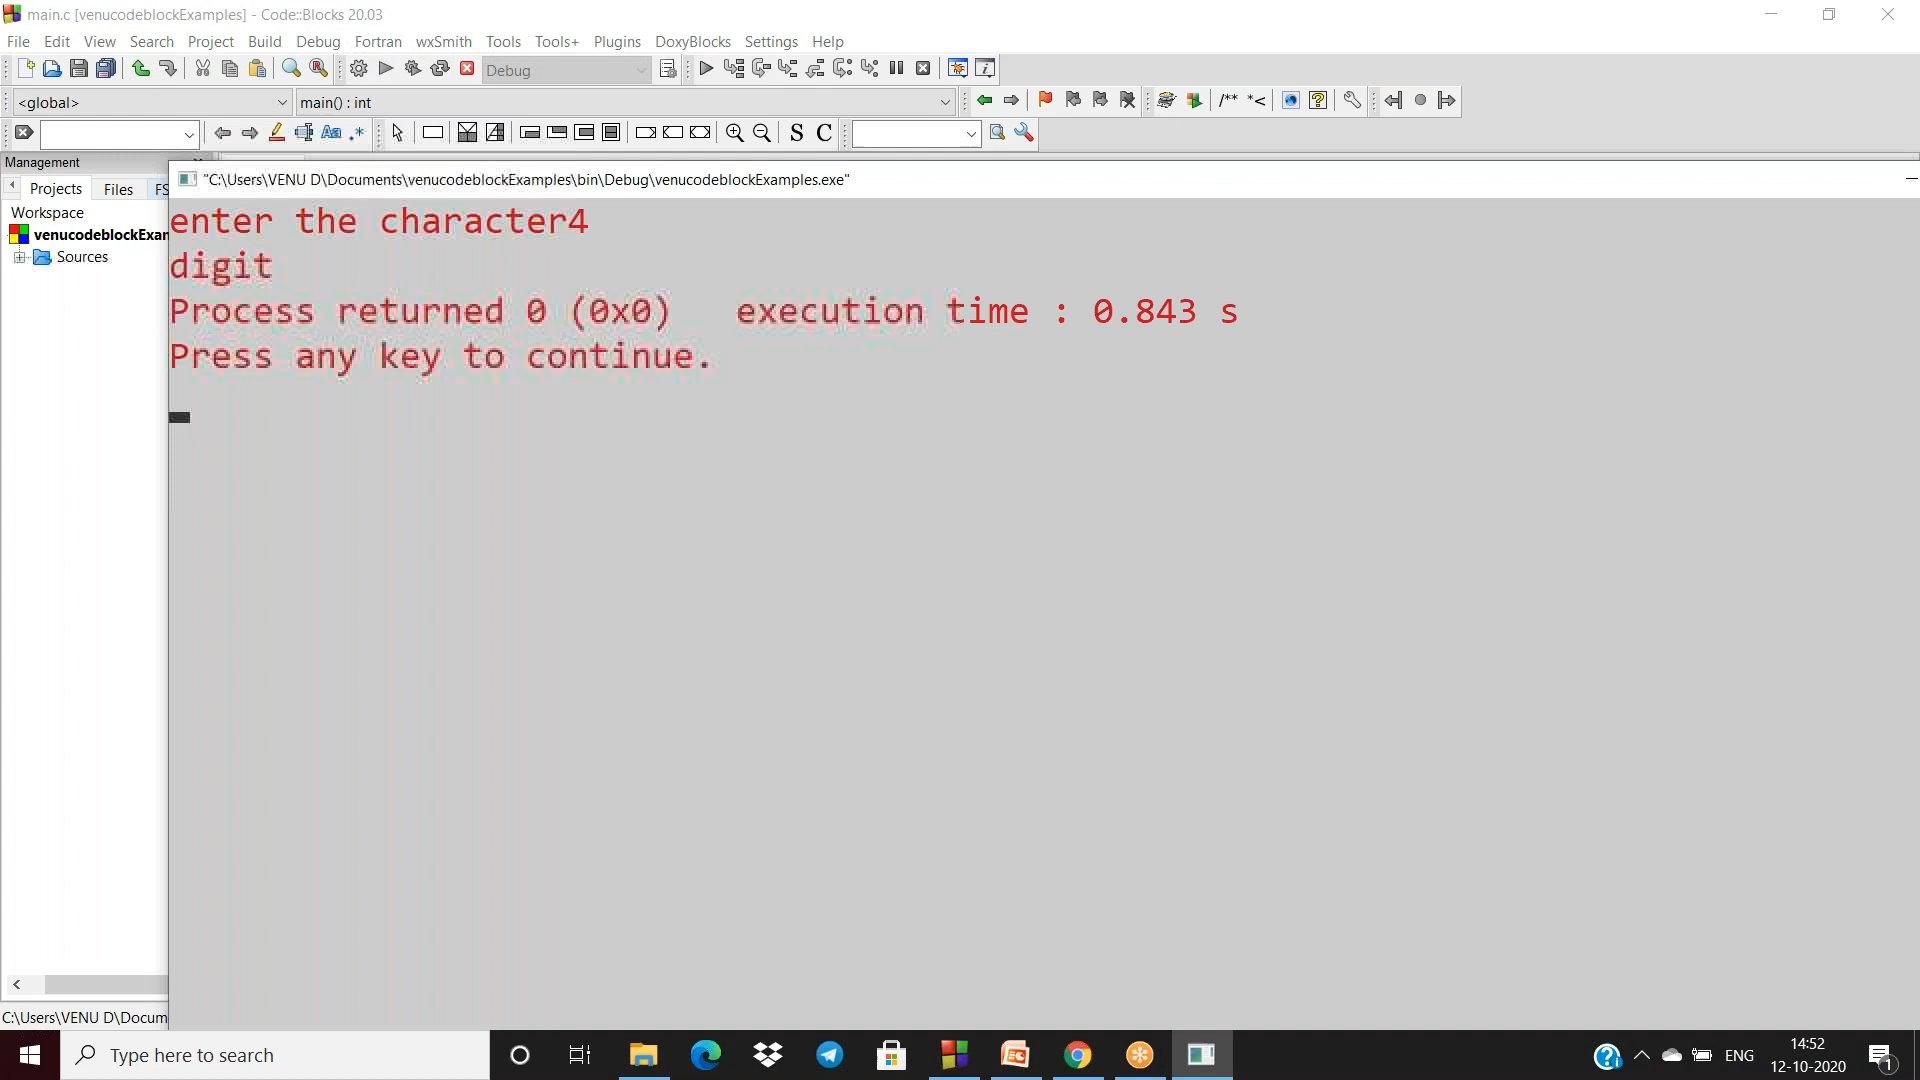 main.c [venucodeblockExamples] - Code::Blocks 20.03
File Edit View Search Project Build Debug Fortran wxSmith Tools Tools+ Plugins DoxyBlocks Settings Help
Debug
<global> main() : int
/** *<
Aa .* S C
Management
Projects Files FS
Workspace
venucodeblockExan
Sources
"C:\Users\VENU D\Documents\venucodeblockExamples\bin\Debug\venucodeblockExamples.exe"
enter the character4
digit
Process returned 0 (0x0) execution time : 0.843 s
Press any key to continue.
C:\Users\VENU D\Docum
Type here to search
ENG
14:52
12-10-2020
1